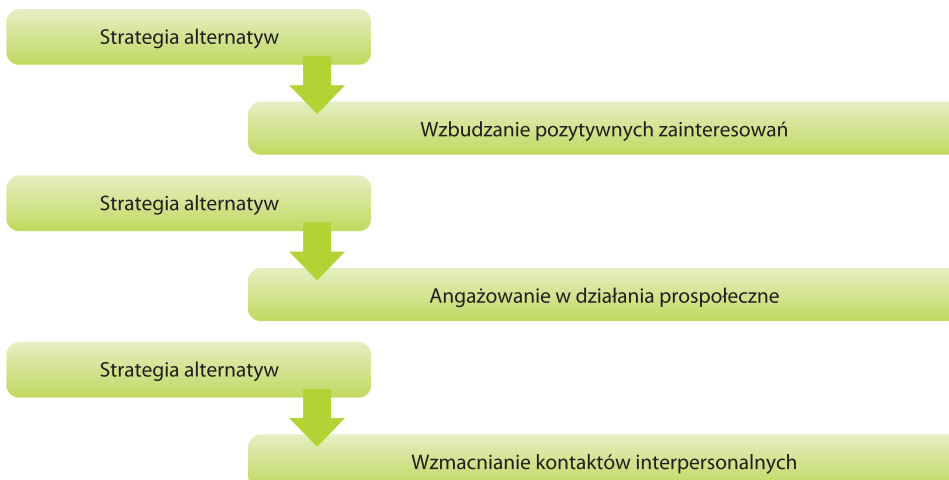 Strategia alternatyw
Wzbudzanie pozytywnych zainteresowań
Strategia alternatyw
Angażowanie w działania prospołeczne
Strategia alternatyw
Wzmacnianie kontaktów interpersonalnych